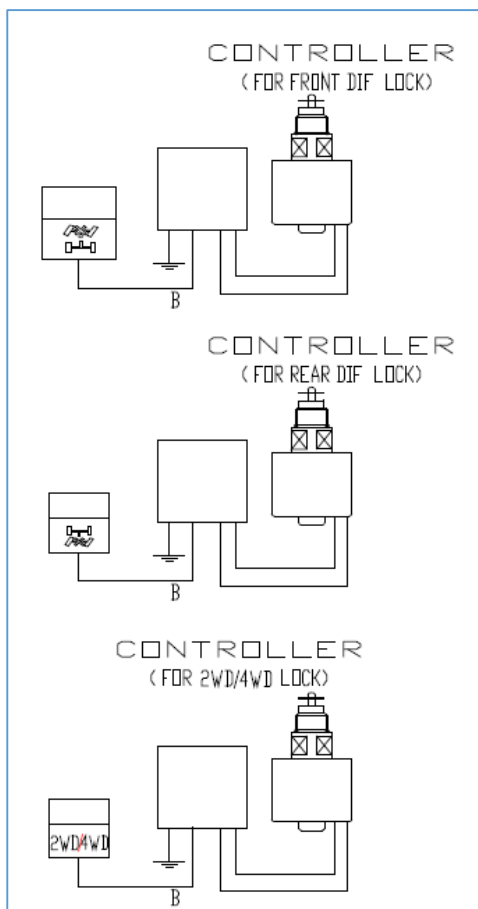 CONTROLLER
(FOR FRONT DIF LOCK)
B
CONTROLLER
(FOR REAR DIF LOCK)
B
CONTROLLER
(FOR 2WD/4WD LOCK)
2WD/4WD
B